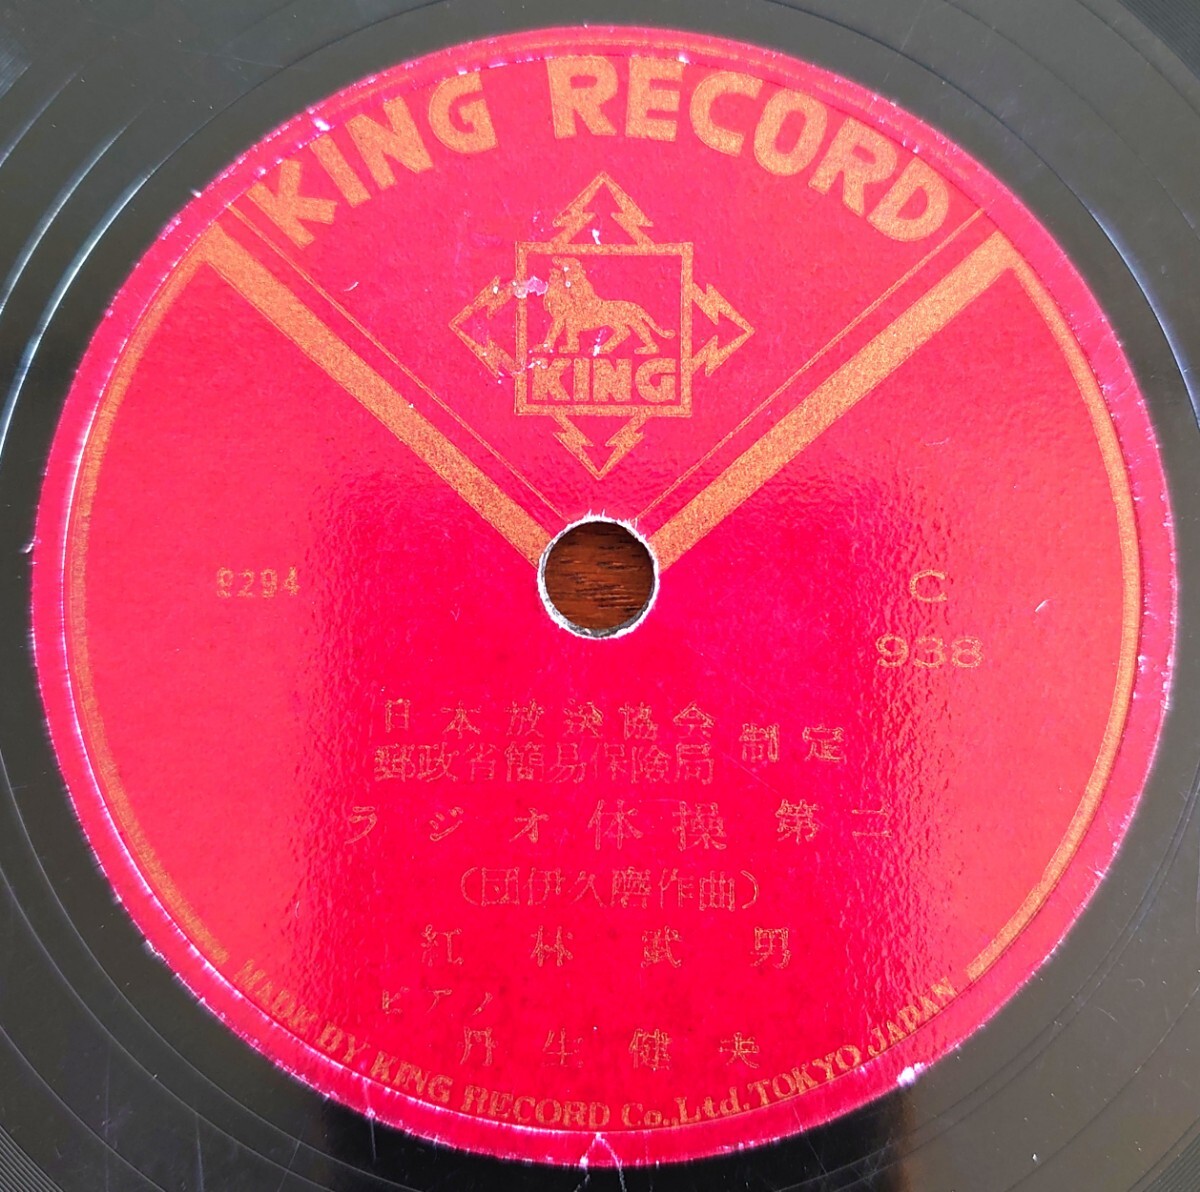 KING RECORD
KING
9294
C
938
日本放送協会
郵政省簡易保険局
制定
ラジオ体操 第二
(団伊久磨作曲)
紅林武男
ピアノ
丹生健夫
MADE BY KING RECORD Co.,Ltd. TOKYO JAPAN